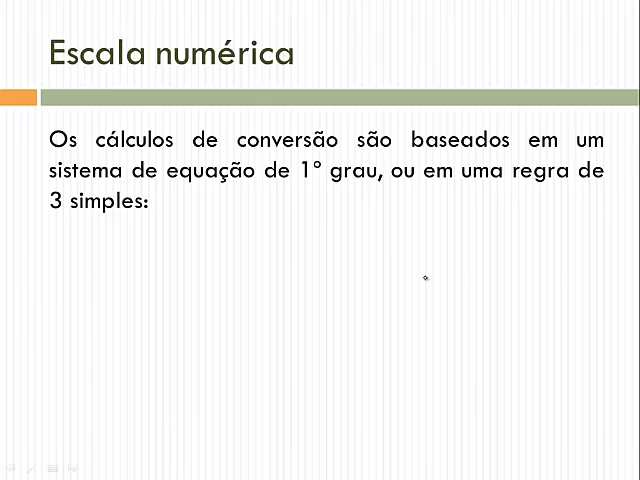 Escala numérica
Os cálculos de conversão são baseados em um
sistema de equação de 1º grau, ou em uma regra de
3 simples: